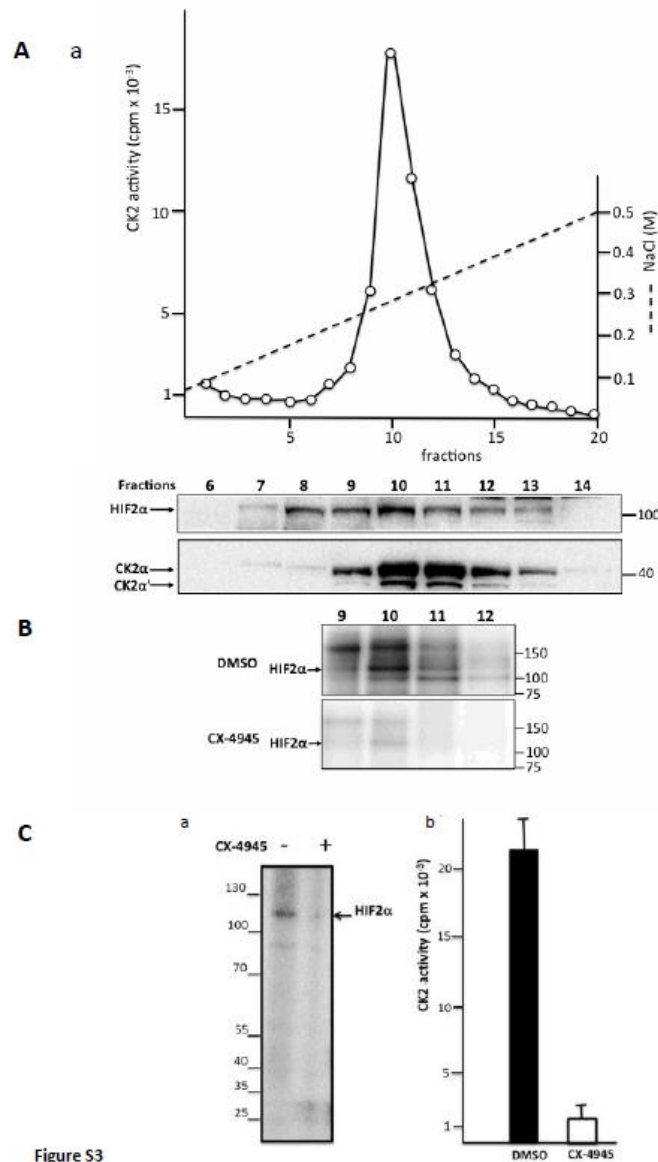 A a
CK2 activity (cpm x 10⁻³)
15
10
5
1
0.5
0.4
0.3
0.2
0.1
NaCl (M)
5 10 15 20
fractions
Fractions 6 7 8 9 10 11 12 13 14
HIF2α
100
CK2α
CK2α'
40
B
9 10 11 12
DMSO HIF2α
150
100
75
CX-4945 HIF2α
150
100
75
C
a
CX-4945 - +
130
100
70
55
40
35
25
HIF2α
b
CK2 activity (cpm x 10⁻³)
20
15
10
5
1
DMSO CX-4945
Figure S3